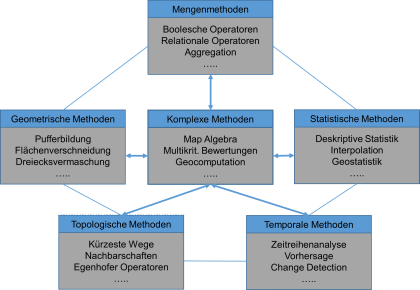 Mengenmethoden
Boolesche Operatoren
Relationale Operatoren
Aggregation
…..
Geometrische Methoden
Pufferbildung
Flächenverschneidung
Dreiecksvermaschung
…..
Komplexe Methoden
Map Algebra
Multikrit. Bewertungen
Geocomputation
…..
Statistische Methoden
Deskriptive Statistik
Interpolation
Geostatistik
…..
Topologische Methoden
Kürzeste Wege
Nachbarschaften
Egenhofer Operatoren
…..
Temporale Methoden
Zeitreihenanalyse
Vorhersage
Change Detection
…..